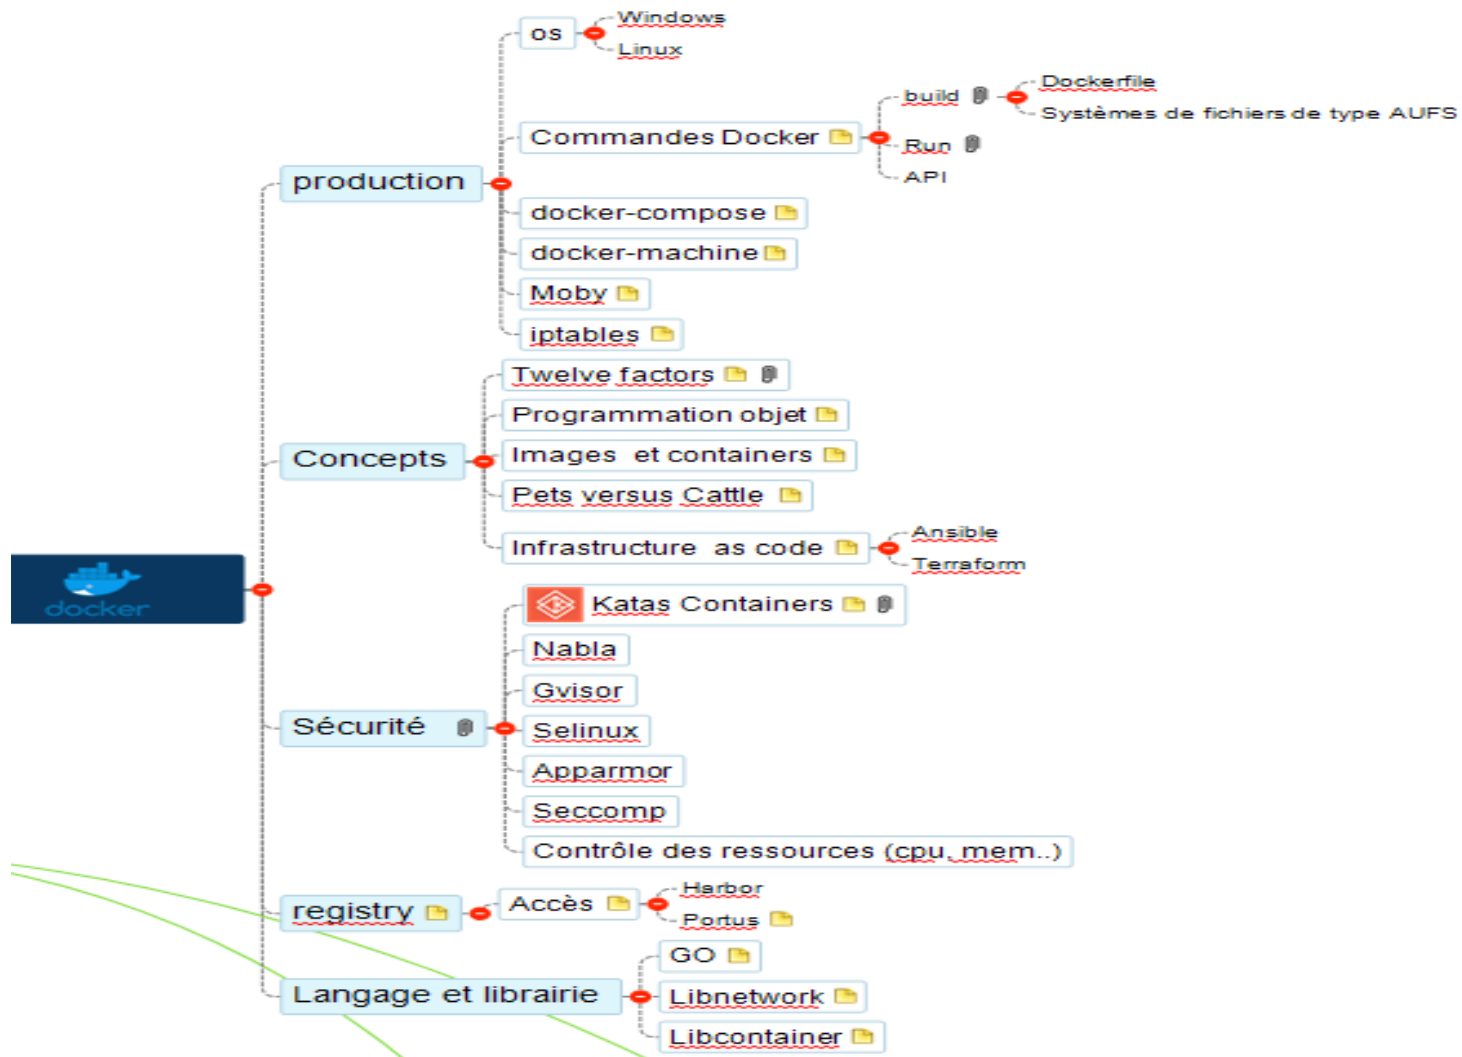 Windows
os
Linux
Dockerfile
build
Systèmes de fichiers de type AUFS
Commandes Docker
Run
API
production
docker-compose
docker-machine
Moby
iptables
Twelve factors
Programmation objet
Concepts
Images et containers
Pets versus Cattle
Ansible
Infrastructure as code
Terraform
docker
Katas Containers
Nabla
Gvisor
Sécurité
Selinux
Apparmor
Seccomp
Contrôle des ressources (cpu, mem..)
Harbor
Accès
registry
Portus
GO
Langage et librairie
Libnetwork
Libcontainer